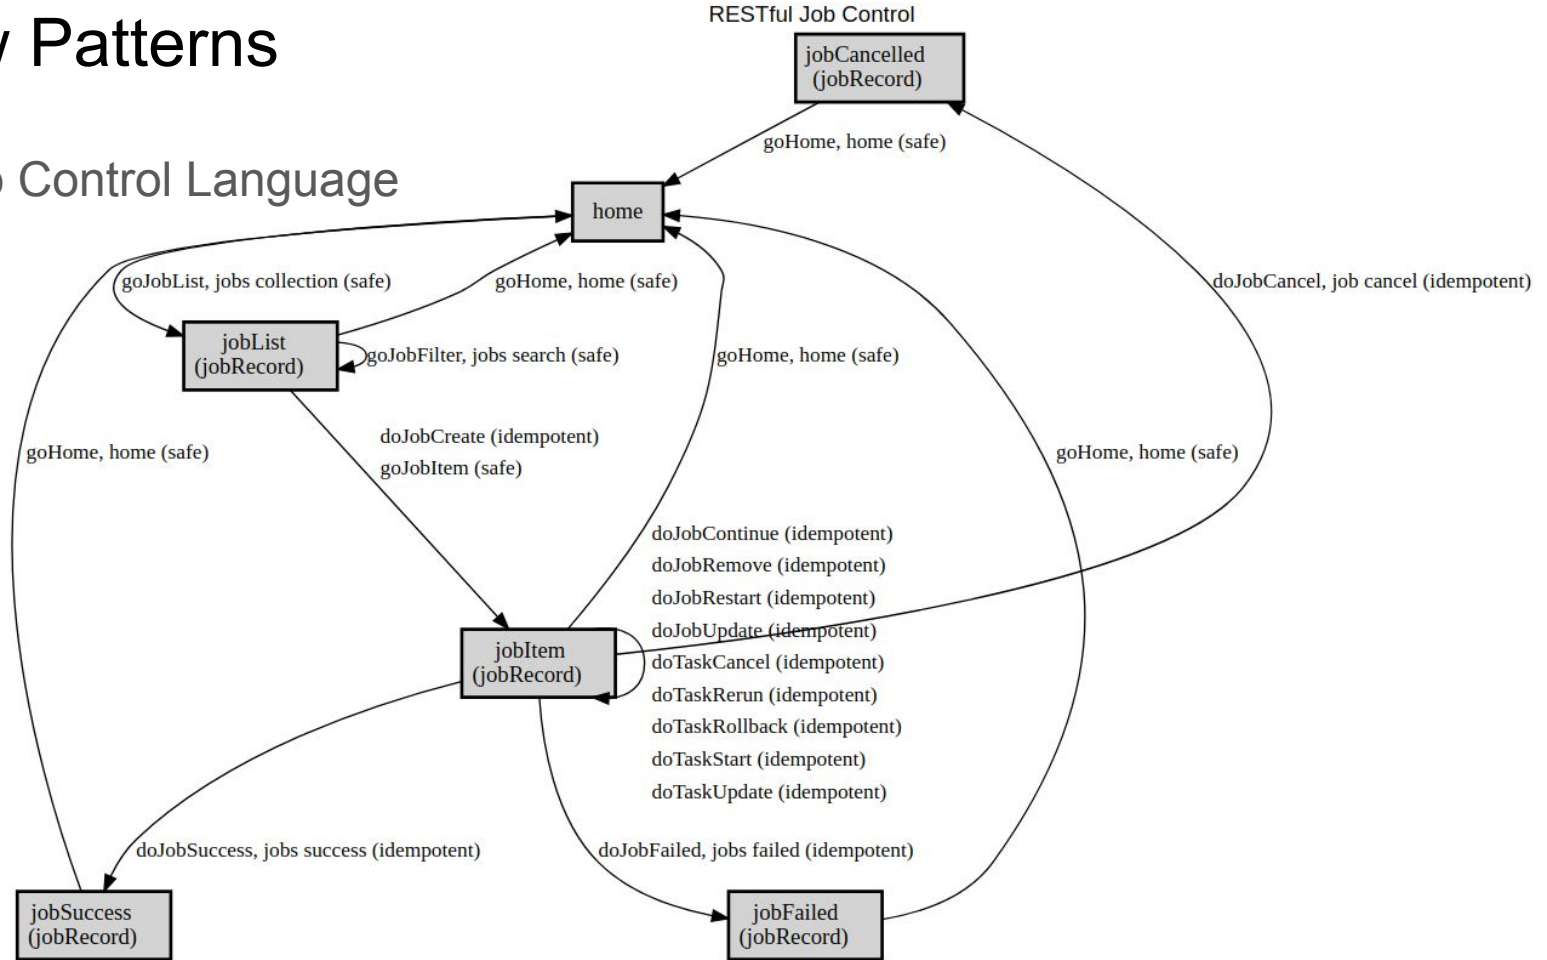 Patterns
RESTful Job Control
jobCancelled
(jobRecord)
goHome, home (safe)
Control Language
home
goJobList, jobs collection (safe)
goHome, home (safe)
doJobCancel, job cancel (idempotent)
jobList
(jobRecord)
goJobFilter, jobs search (safe)
goHome, home (safe)
doJobCreate (idempotent)
goJobItem (safe)
goHome, home (safe)
goHome, home (safe)
doJobContinue (idempotent)
doJobRemove (idempotent)
doJobRestart (idempotent)
doJobUpdate (idempotent)
doTaskCancel (idempotent)
doTaskRerun (idempotent)
doTaskRollback (idempotent)
doTaskStart (idempotent)
doTaskUpdate (idempotent)
jobItem
(jobRecord)
doJobSuccess, jobs success (idempotent)
doJobFailed, jobs failed (idempotent)
jobSuccess
(jobRecord)
jobFailed
(jobRecord)